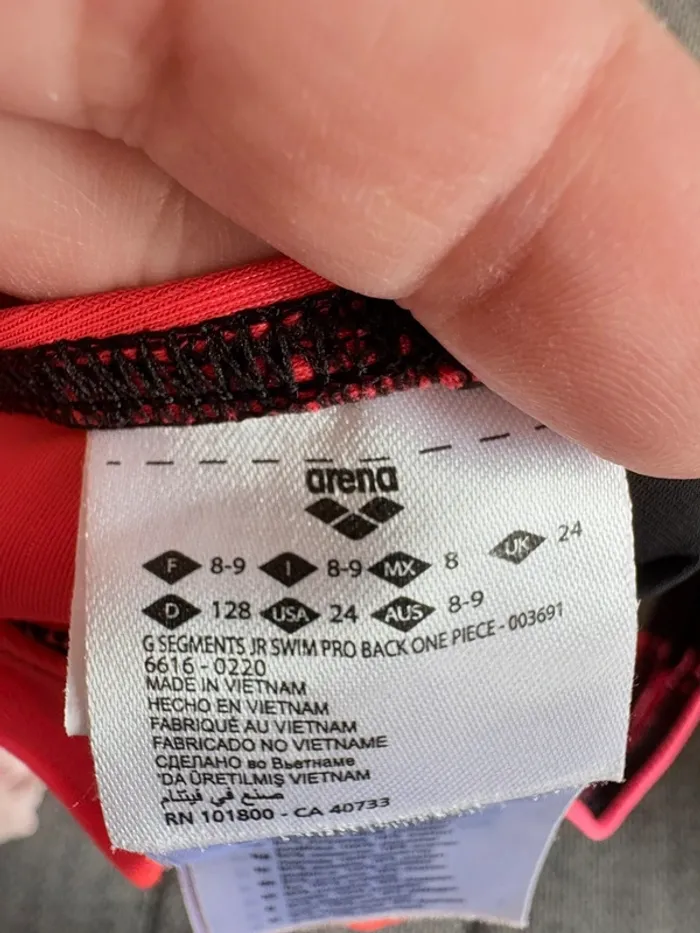 arena
F 8-9 I 8-9 MX 8 UK 24
D 128 USA 24 AUS 8-9
G SEGMENTS JR SWIM PRO BACK ONE PIECE - 003691
6616 - 0220
MADE IN VIETNAM
HECHO EN VIETNAM
FABRIQUÉ AU VIETNAM
FABRICADO NO VIETNAME
СДЕЛАНО во Вьетнаме
'DA ÜRETILMIŞ VIETNAM
صنع في فيتنام
RN 101800 - CA 40733